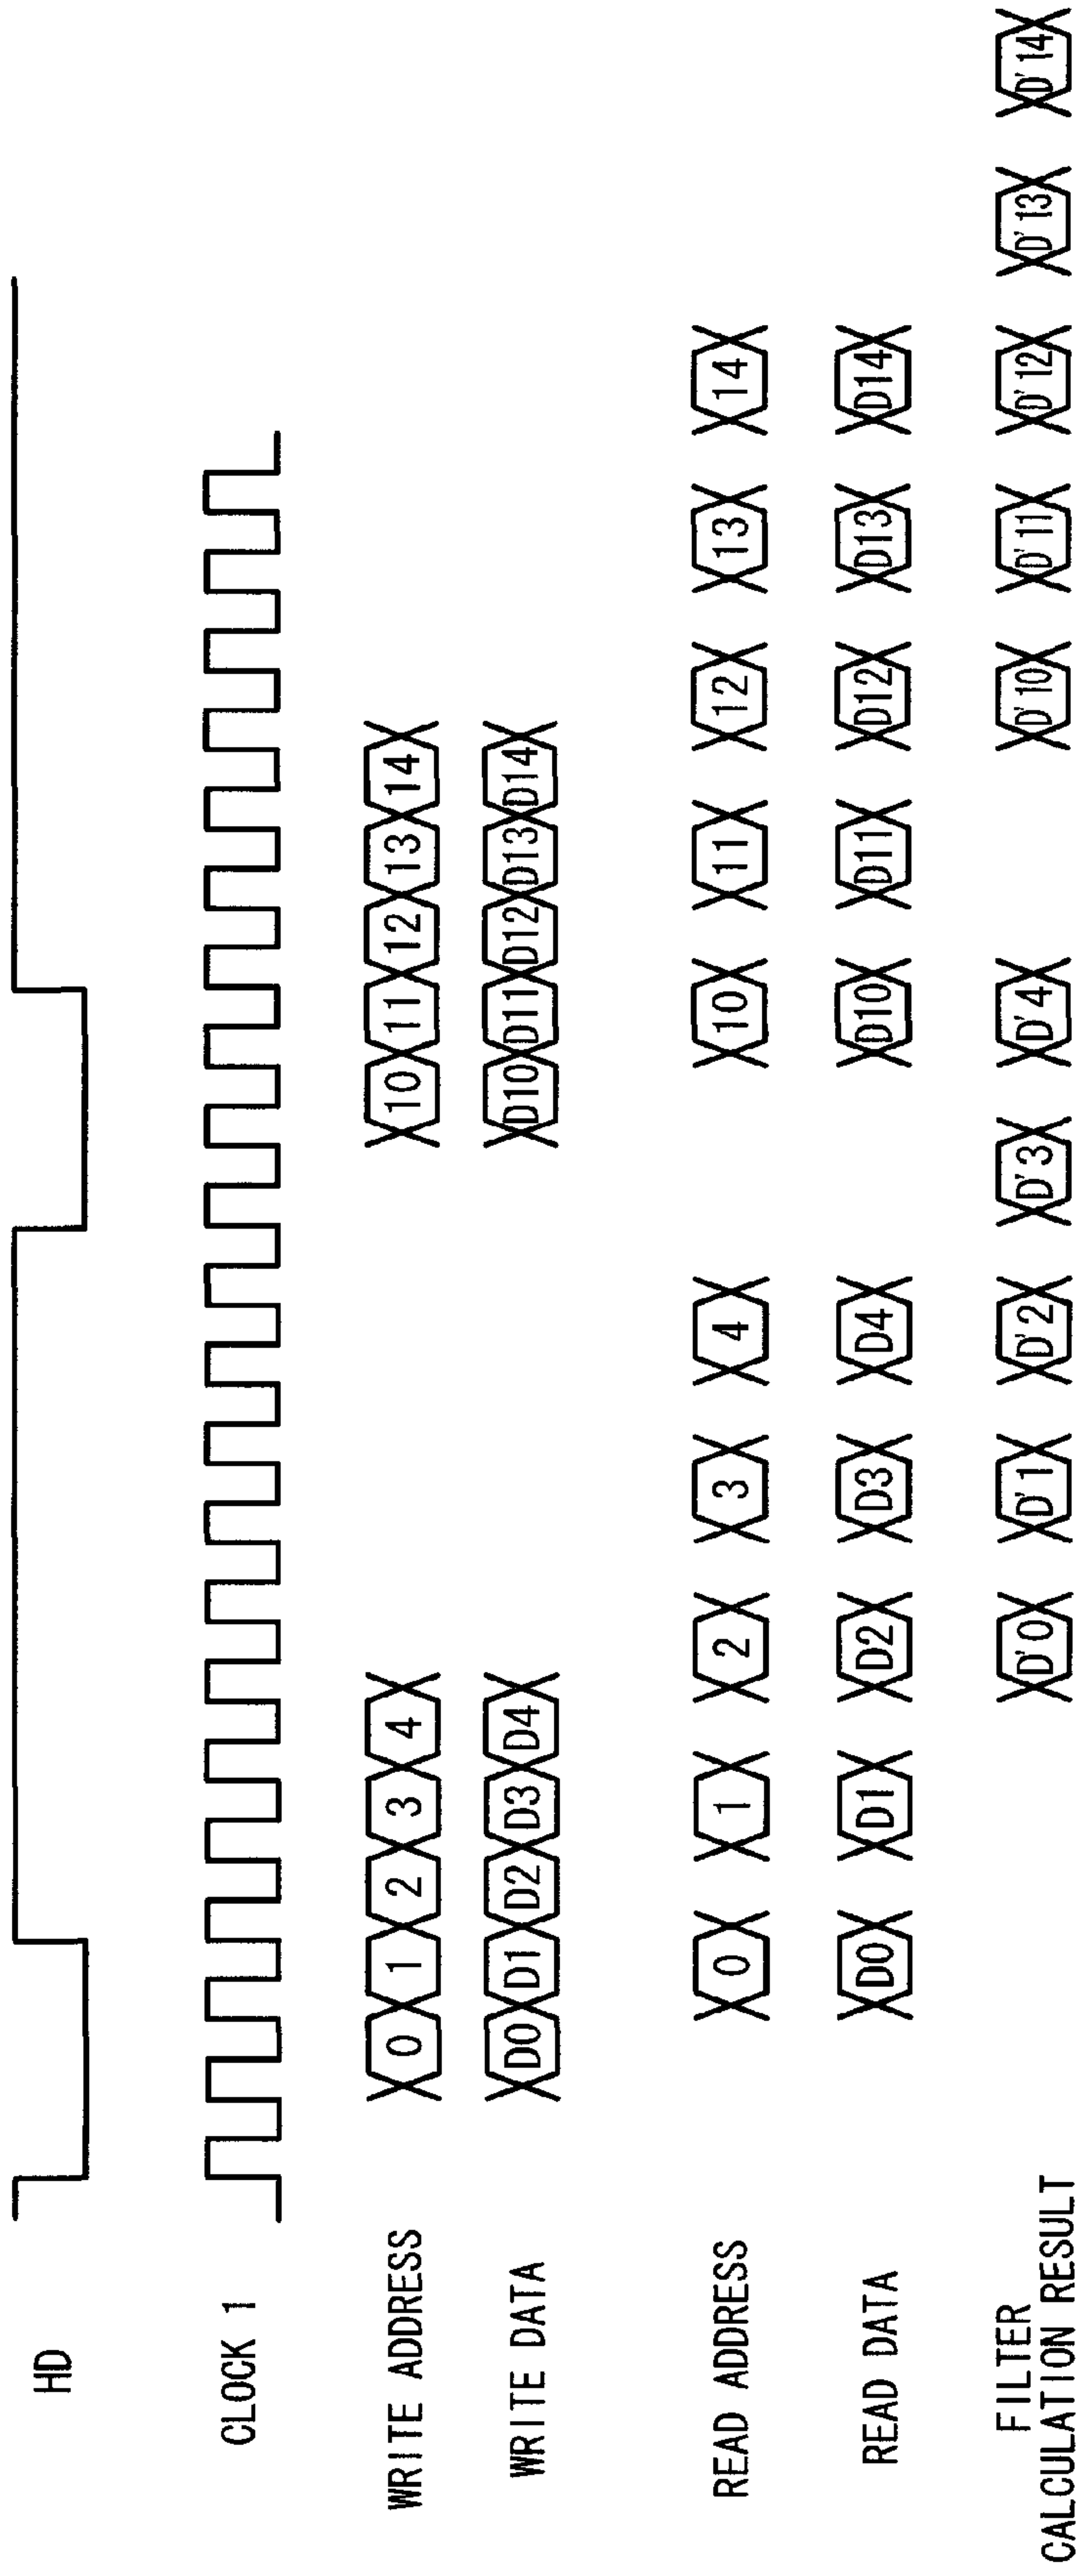 HD
CLOCK 1
WRITE ADDRESS
0 1 2 3 4 10 11 12 13 14
WRITE DATA
D0 D1 D2 D3 D4 D10 D11 D12 D13 D14
READ ADDRESS
0 1 2 3 4 10 11 12 13 14
READ DATA
D0 D1 D2 D3 D4 D10 D11 D12 D13 D14
FILTER
CALCULATION RESULT
D'0 D'1 D'2 D'3 D'4 D'10 D'11 D'12 D'13 D'14